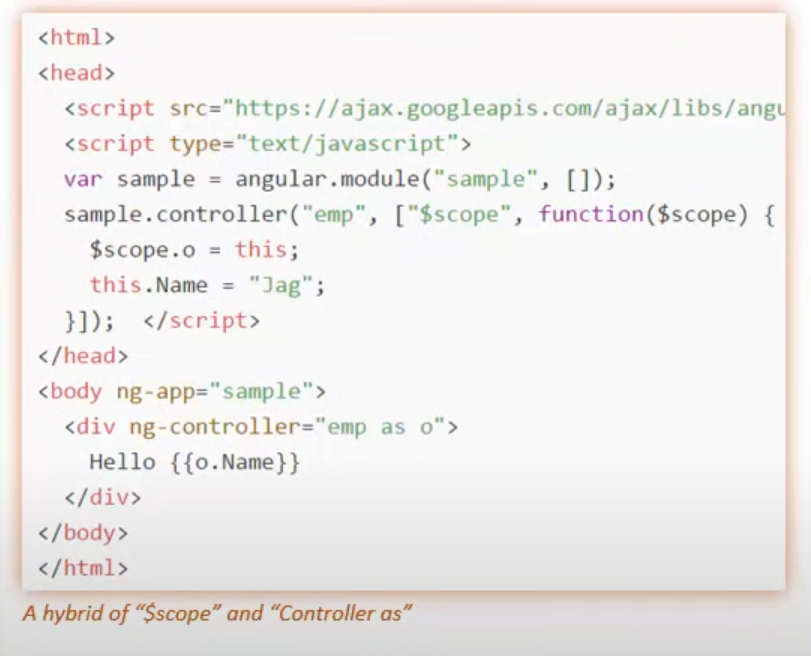 <html>
<head>
<script src="https://ajax.googleapis.com/ajax/libs/angu
<script type="text/javascript">
var sample = angular.module("sample", []);
sample.controller("emp", ["$scope", function($scope) {
$scope.o = this;
this.Name = "Jag";
}]); </script>
</head>
<body ng-app="sample">
<div ng-controller="emp as o">
Hello {{o.Name}}
</div>
</body>
</html>
A hybrid of “$scope” and “Controller as”